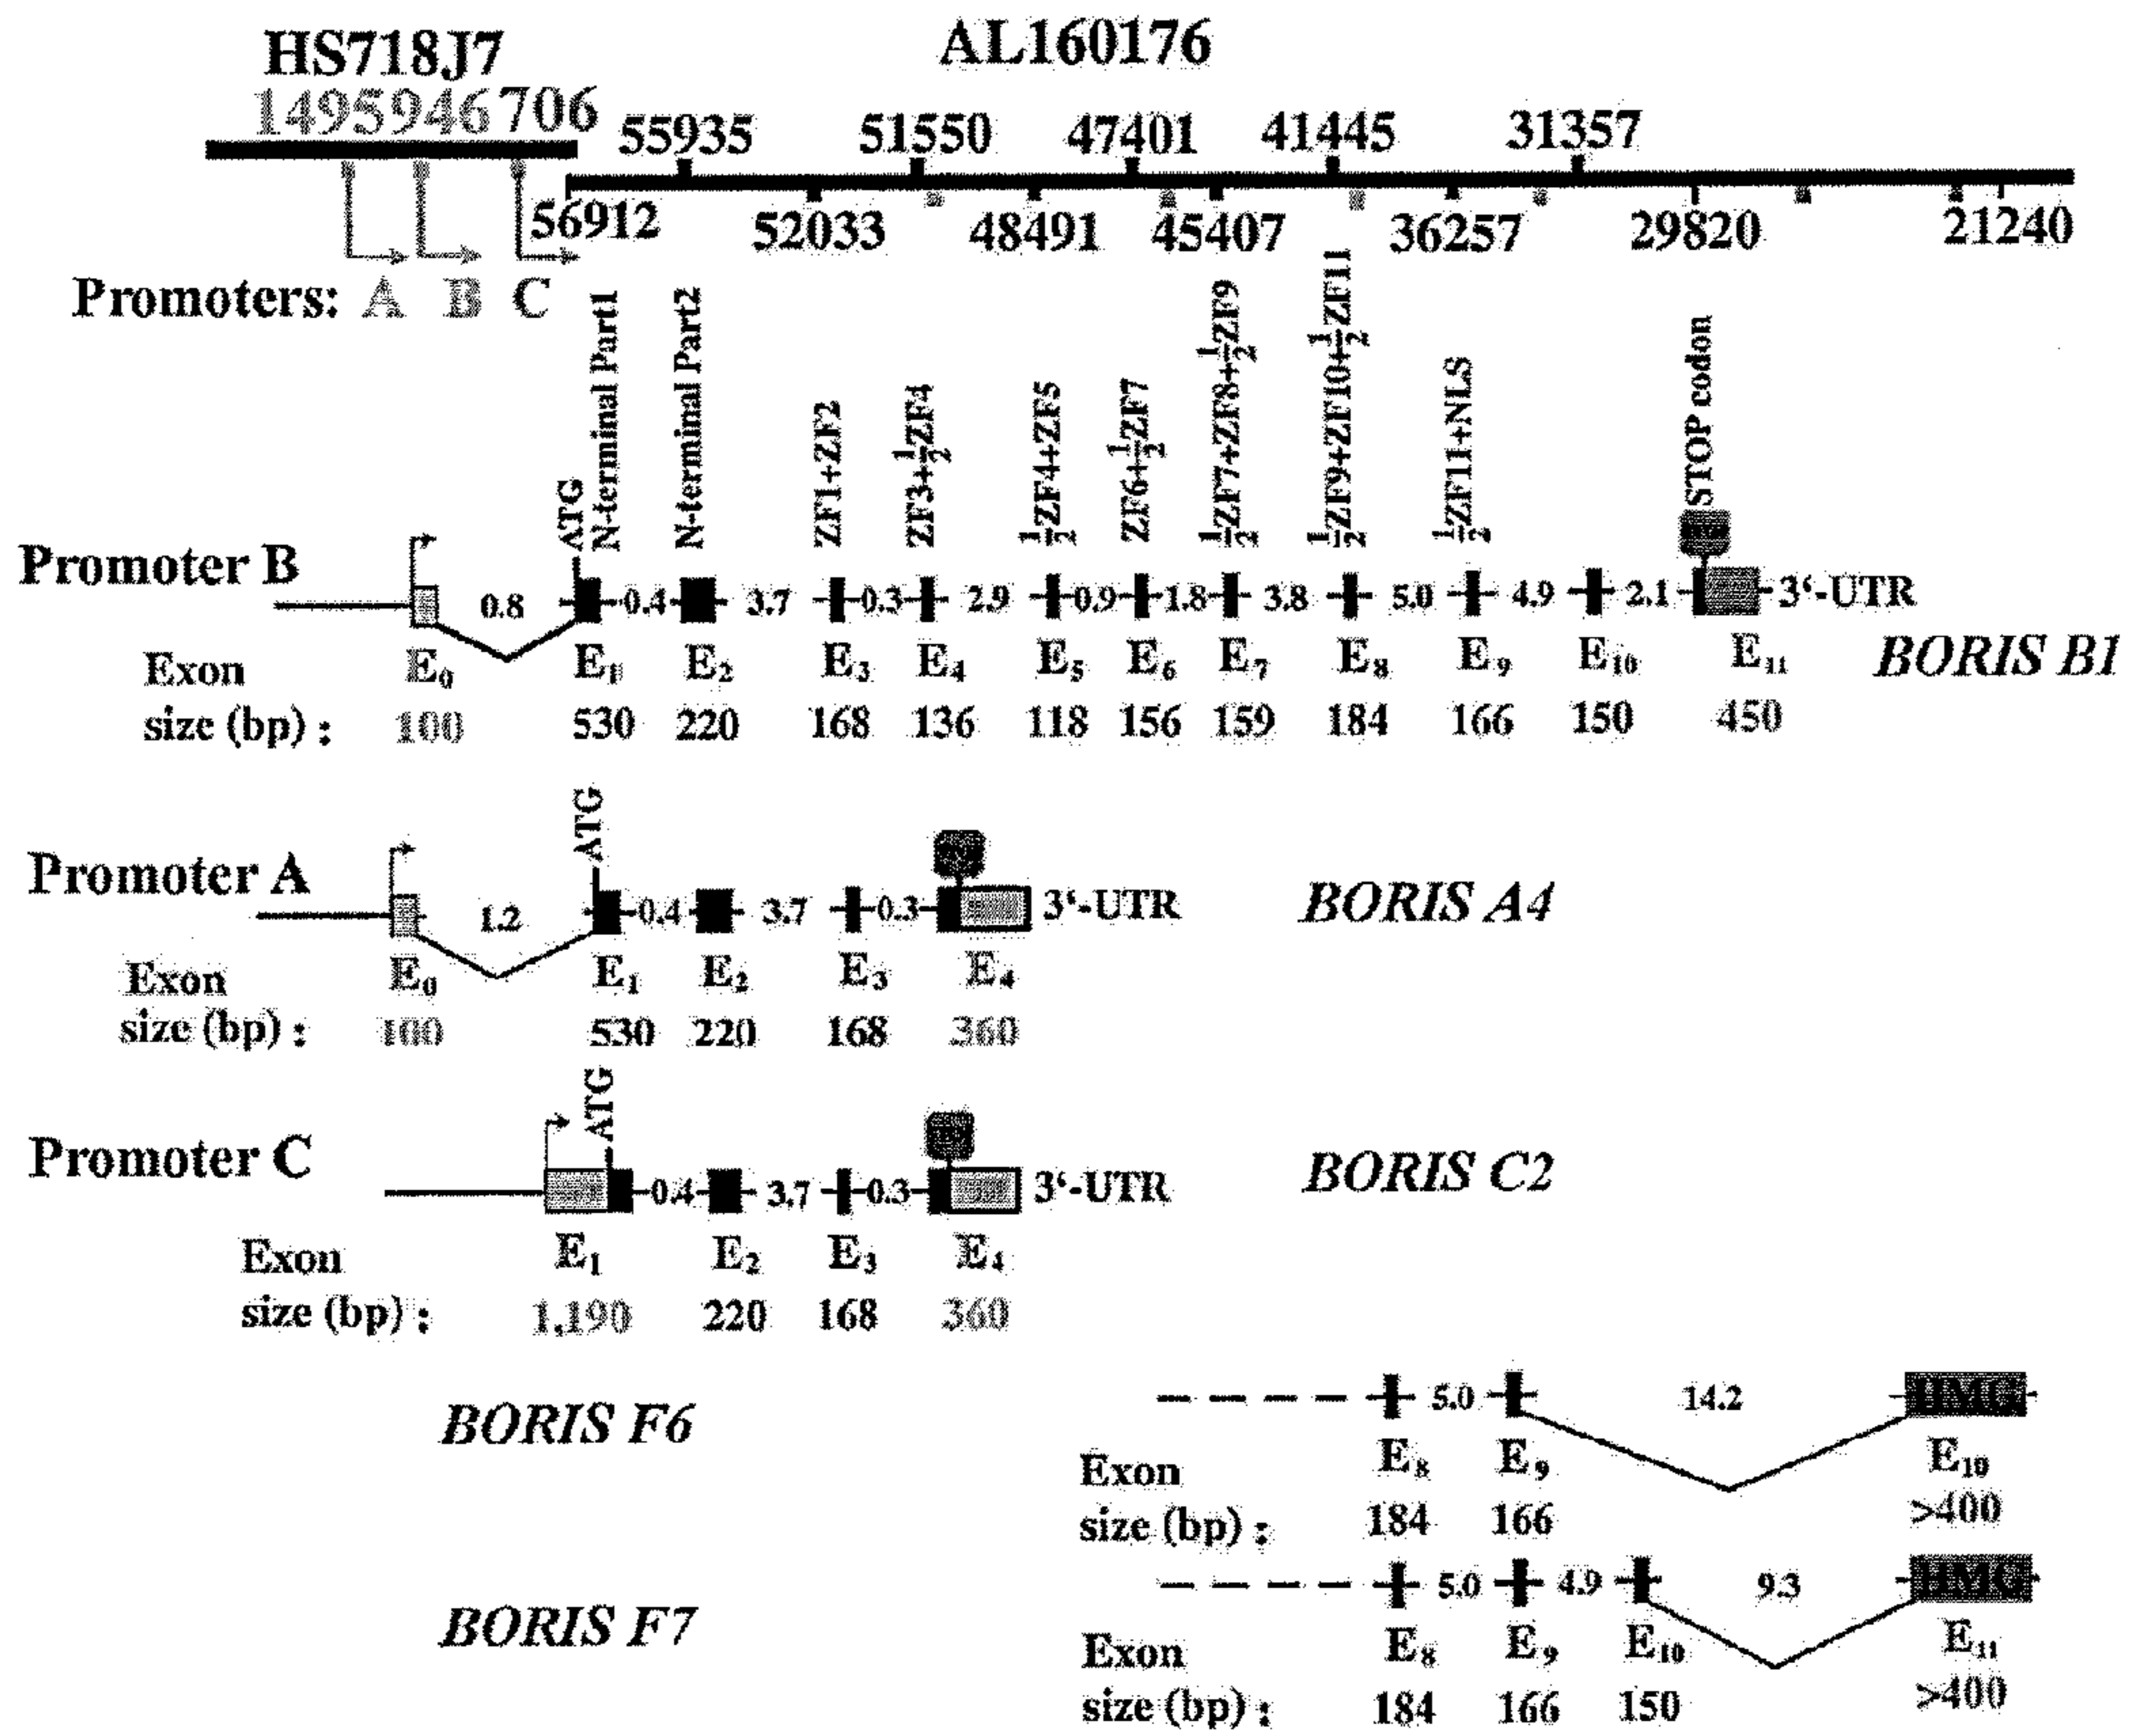 HS718J7
AL160176
1495 946 706
55935 51550 47401 41445 31357
56912 52033 48491 45407 36257 29820 21240
Promoters: A B C
ATG
N-terminal Part1
N-terminal Part2
ZF1+ZF2
ZF3+½ZF4
½ZF4+ZF5
ZF6+½ZF7
½ZF7+ZF8+½ZF9
½ZF9+ZF10+½ZF11
½ZF11+NLS
STOP codon
Promoter B
0.8 0.4 3.7 0.3 2.9 0.9 1.8 3.8 5.0 4.9 2.1 3‘-UTR
Exon E0 E1 E2 E3 E4 E5 E6 E7 E8 E9 E10 E11 BORIS B1
size (bp) : 100 530 220 168 136 118 156 159 184 166 150 450
ATG
Promoter A
1.2 0.4 3.7 0.3 3‘-UTR BORIS A4
Exon E0 E1 E2 E3 E4
size (bp) : 100 530 220 168 360
ATG
Promoter C
0.4 3.7 0.3 3‘-UTR BORIS C2
Exon E1 E2 E3 E4
size (bp) : 1,190 220 168 360
BORIS F6
5.0 14.2 HMG
Exon E8 E9 E10
size (bp) : 184 166 >400
BORIS F7
5.0 4.9 9.3 HMG
Exon E8 E9 E10 E11
size (bp) : 184 166 150 >400